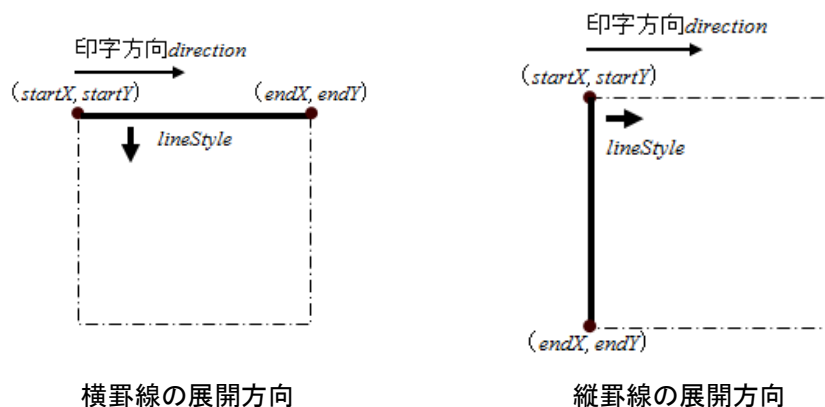 印字方向direction
(startX, startY)
(endX, endY)
lineStyle
横罫線の展開方向
印字方向direction
(startX, startY)
lineStyle
(endX, endY)
縦罫線の展開方向